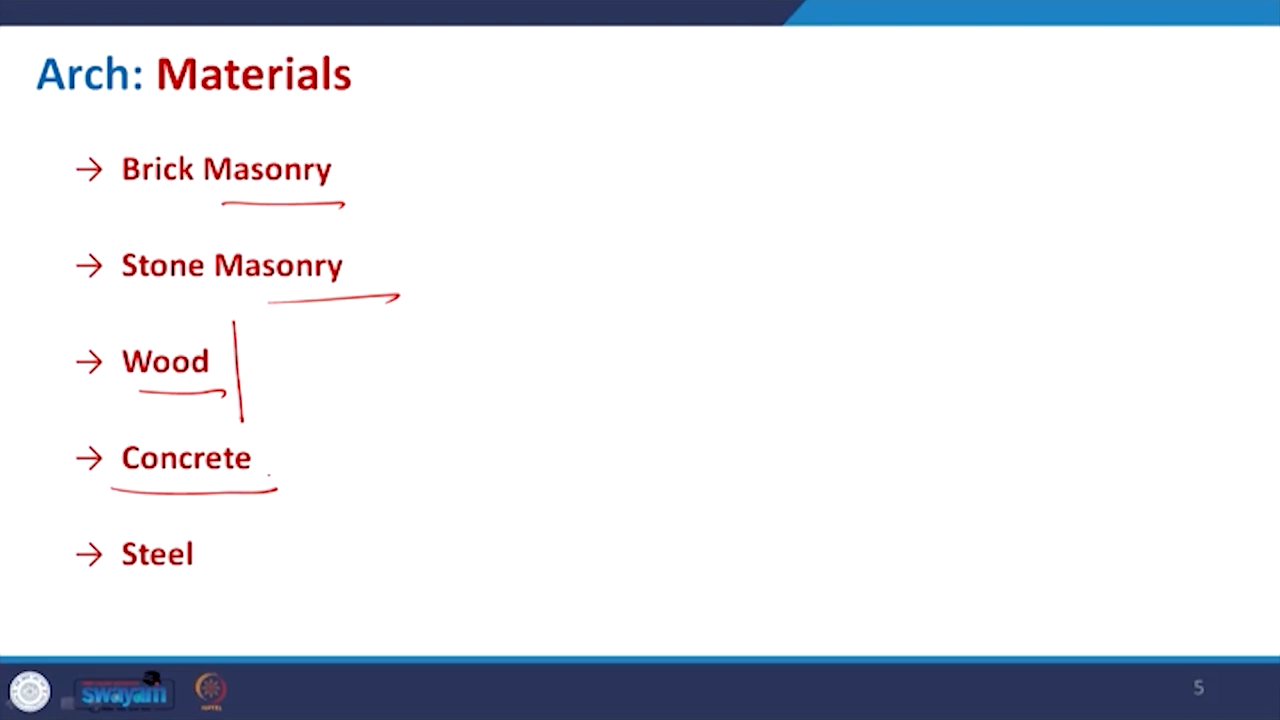 Arch: Materials
→ Brick Masonry
→ Stone Masonry
→ Wood
→ Concrete
→ Steel
swayam
5